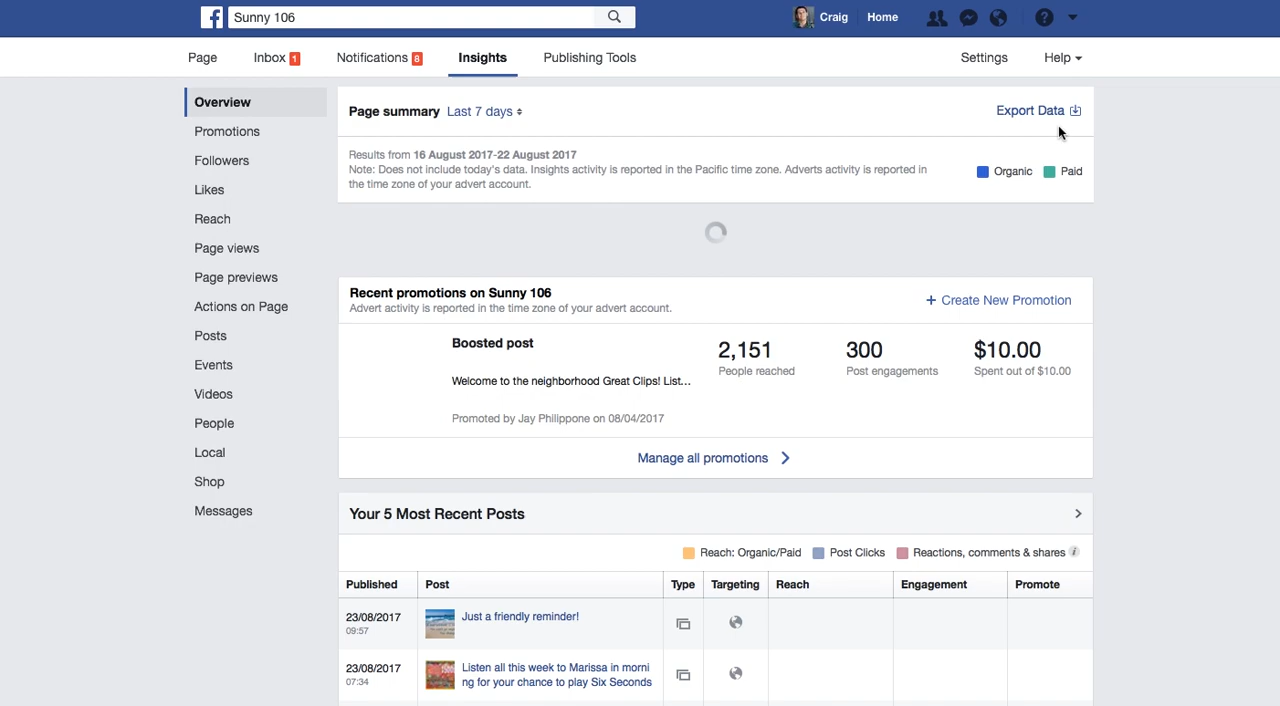 Sunny 106
Craig Home
Page Inbox 1 Notifications 8 Insights Publishing Tools Settings Help
Overview
Promotions
Followers
Likes
Reach
Page views
Page previews
Actions on Page
Posts
Events
Videos
People
Local
Shop
Messages
Page summary Last 7 days Export Data
Results from 16 August 2017-22 August 2017
Note: Does not include today's data. Insights activity is reported in the Pacific time zone. Adverts activity is reported in
the time zone of your advert account.
Organic Paid
Recent promotions on Sunny 106
Advert activity is reported in the time zone of your advert account.
+ Create New Promotion
Boosted post
Welcome to the neighborhood Great Clips! List...
Promoted by Jay Philippone on 08/04/2017
2,151
People reached
300
Post engagements
$10.00
Spent out of $10.00
Manage all promotions
Your 5 Most Recent Posts
Reach: Organic/Paid Post Clicks Reactions, comments & shares i
Published Post Type Targeting Reach Engagement Promote
23/08/2017
09:57
Just a friendly reminder!
23/08/2017
07:34
Listen all this week to Marissa in morni
ng for your chance to play Six Seconds